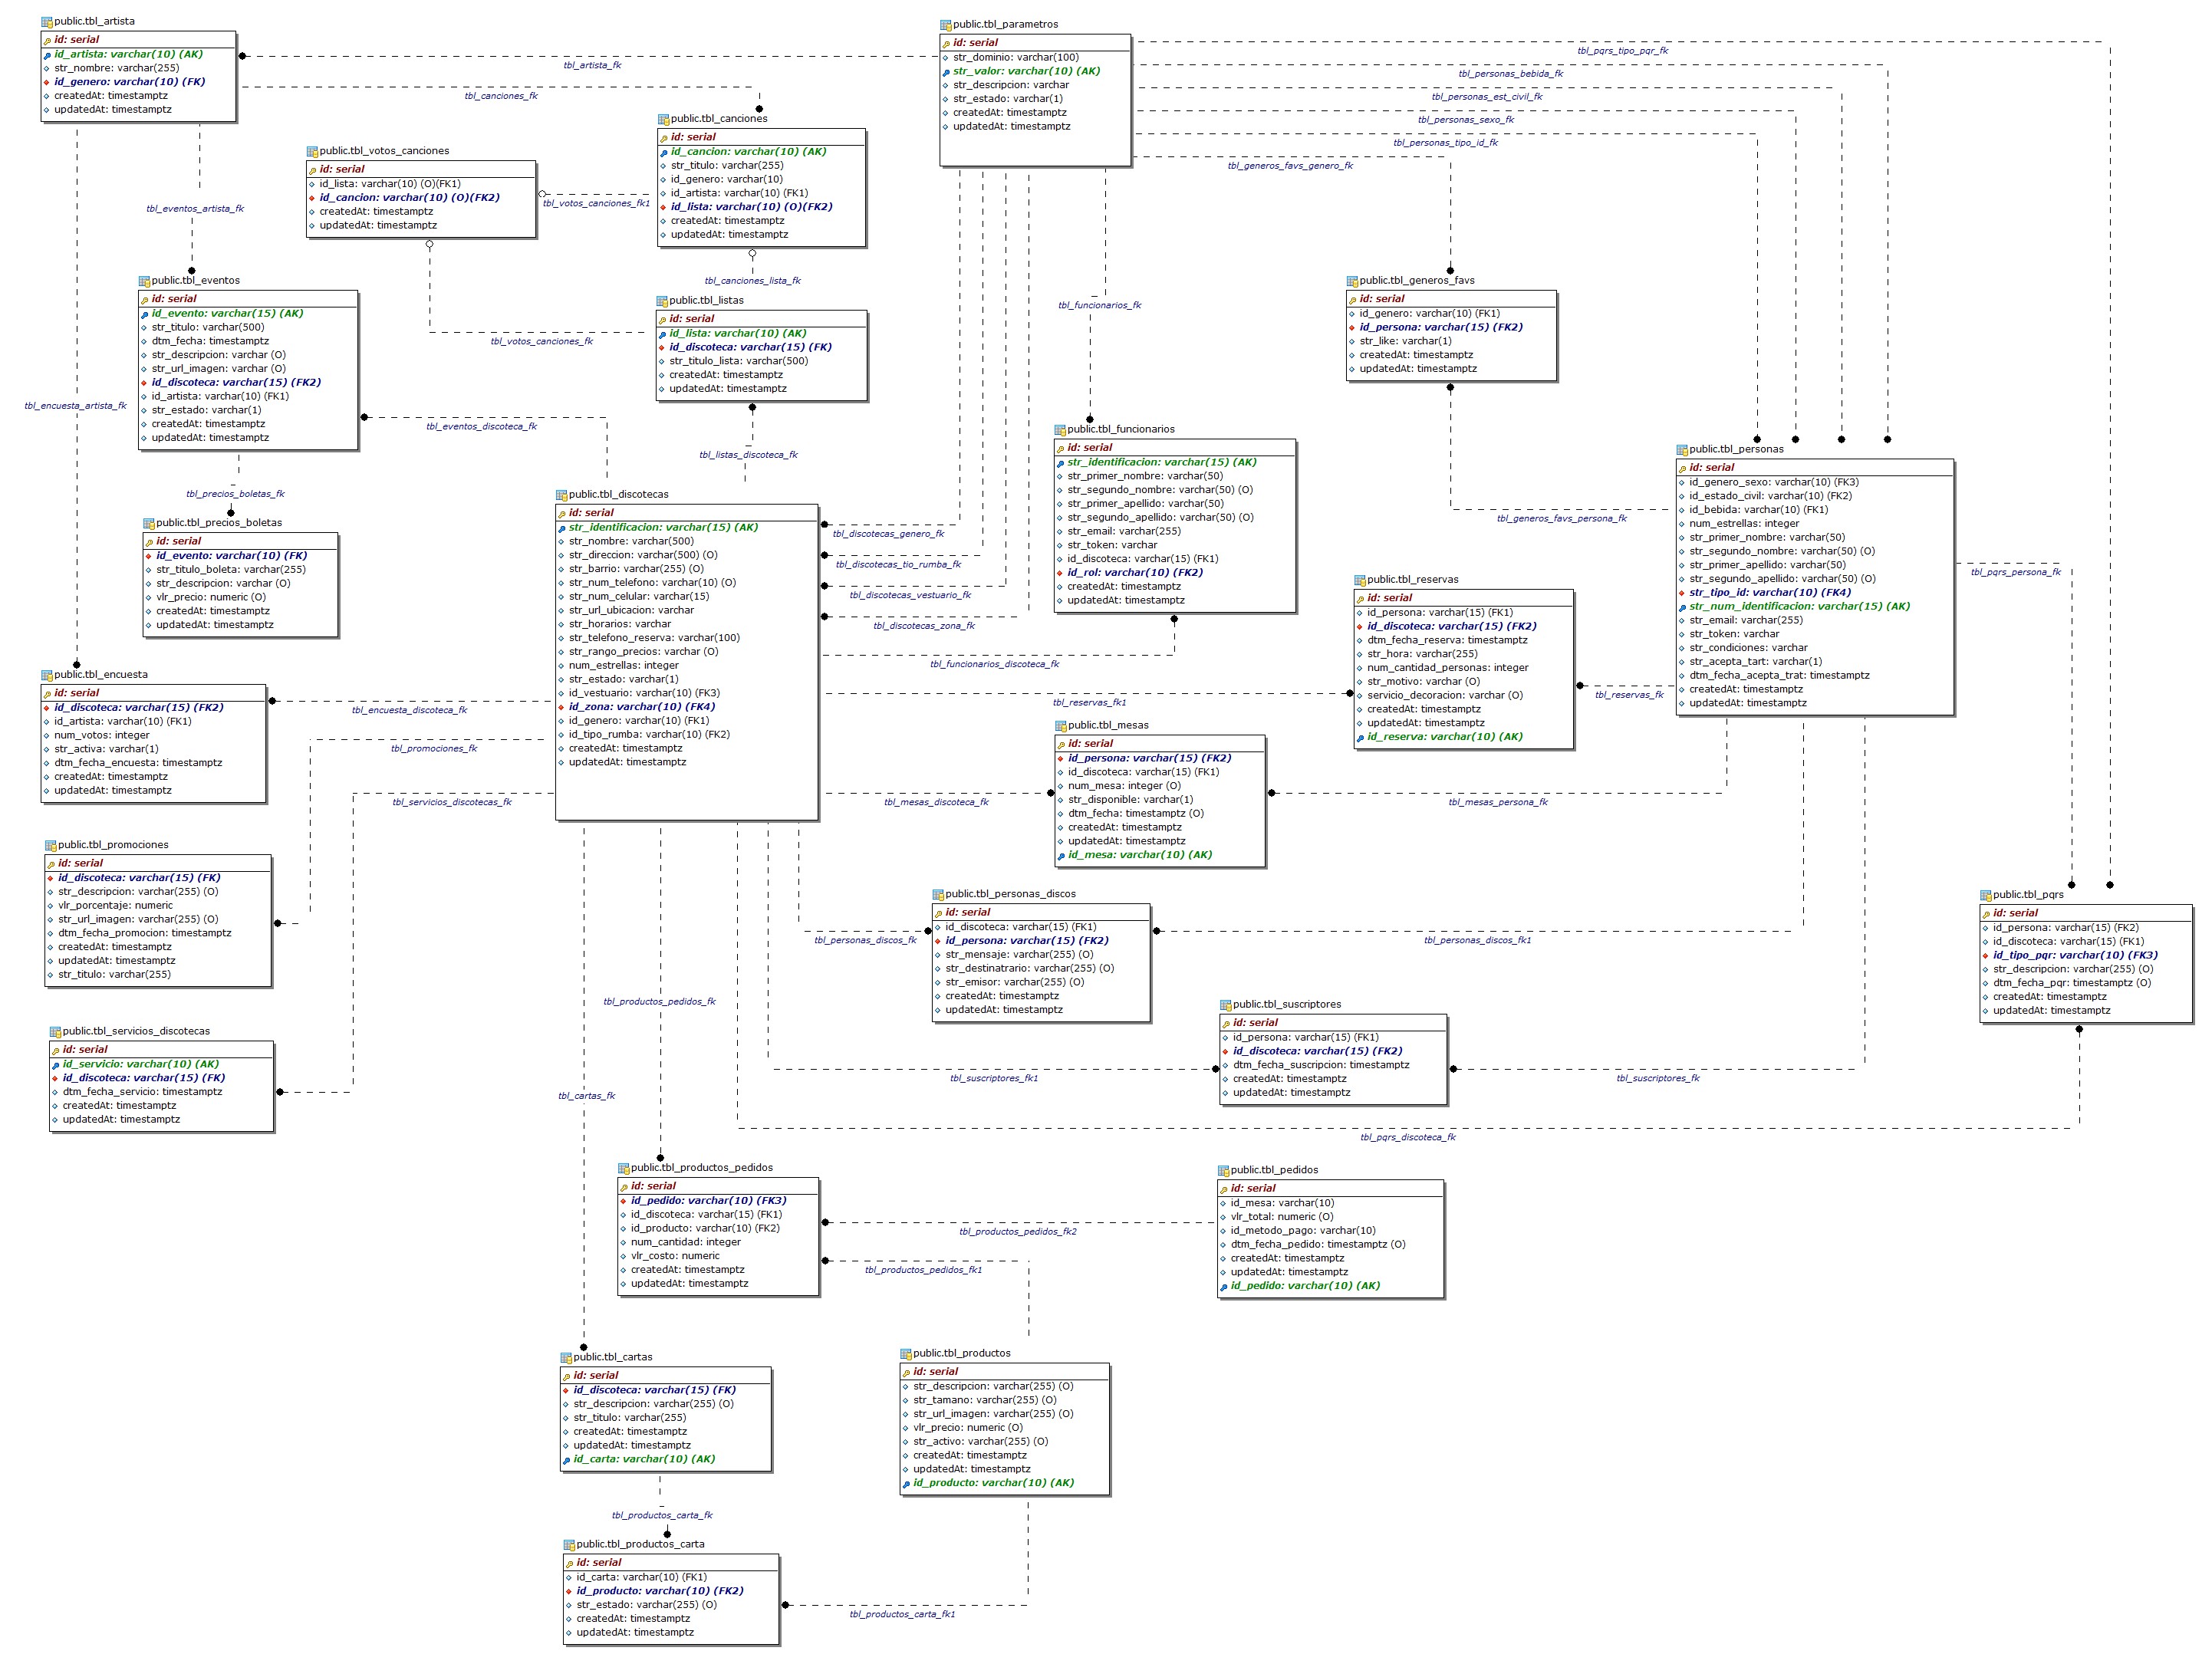 public.tbl_artista
id: serial
id_artista: varchar(10) (AK)
str_nombre: varchar(255)
id_genero: varchar(10) (FK)
createdAt: timestamptz
updatedAt: timestamptz
public.tbl_parametros
id: serial
str_dominio: varchar(100)
str_valor: varchar(10) (AK)
str_descripcion: varchar
str_estado: varchar(1)
createdAt: timestamptz
updatedAt: timestamptz
tbl_artista_fk
tbl_canciones_fk
tbl_pqrs_tipo_pqr_fk
tbl_personas_bebida_fk
tbl_personas_est_civil_fk
tbl_personas_sexo_fk
tbl_personas_tipo_id_fk
tbl_generos_favs_genero_fk
public.tbl_canciones
id: serial
id_cancion: varchar(10) (AK)
str_titulo: varchar(255)
id_genero: varchar(10)
id_artista: varchar(10) (FK1)
id_lista: varchar(10) (O)(FK2)
createdAt: timestamptz
updatedAt: timestamptz
public.tbl_votos_canciones
id: serial
id_lista: varchar(10) (O)(FK1)
id_cancion: varchar(10) (O)(FK2)
createdAt: timestamptz
updatedAt: timestamptz
tbl_votos_canciones_fk1
tbl_eventos_artista_fk
tbl_canciones_lista_fk
public.tbl_eventos
id: serial
id_evento: varchar(15) (AK)
str_titulo: varchar(500)
dtm_fecha: timestamptz
str_descripcion: varchar (O)
str_url_imagen: varchar (O)
id_discoteca: varchar(15) (FK2)
id_artista: varchar(10) (FK1)
str_estado: varchar(1)
createdAt: timestamptz
updatedAt: timestamptz
public.tbl_listas
id: serial
id_lista: varchar(10) (AK)
id_discoteca: varchar(15) (FK)
str_titulo_lista: varchar(500)
createdAt: timestamptz
updatedAt: timestamptz
tbl_votos_canciones_fk
tbl_funcionarios_fk
public.tbl_generos_favs
id: serial
id_genero: varchar(10) (FK1)
id_persona: varchar(15) (FK2)
str_like: varchar(1)
createdAt: timestamptz
updatedAt: timestamptz
tbl_encuesta_artista_fk
tbl_eventos_discoteca_fk
tbl_listas_discoteca_fk
tbl_precios_boletas_fk
public.tbl_funcionarios
id: serial
str_identificacion: varchar(15) (AK)
str_primer_nombre: varchar(50)
str_segundo_nombre: varchar(50) (O)
str_primer_apellido: varchar(50)
str_segundo_apellido: varchar(50) (O)
str_email: varchar(255)
str_token: varchar
id_discoteca: varchar(15) (FK1)
id_rol: varchar(10) (FK2)
createdAt: timestamptz
updatedAt: timestamptz
public.tbl_personas
id: serial
id_genero_sexo: varchar(10) (FK3)
id_estado_civil: varchar(10) (FK2)
id_bebida: varchar(10) (FK1)
num_estrellas: integer
str_primer_nombre: varchar(50)
str_segundo_nombre: varchar(50) (O)
str_primer_apellido: varchar(50)
str_segundo_apellido: varchar(50) (O)
str_tipo_id: varchar(10) (FK4)
str_num_identificacion: varchar(15) (AK)
str_email: varchar(255)
str_token: varchar
str_condiciones: varchar
str_acepta_tart: varchar(1)
dtm_fecha_acepta_trat: timestamptz
createdAt: timestamptz
updatedAt: timestamptz
public.tbl_discotecas
id: serial
str_identificacion: varchar(15) (AK)
str_nombre: varchar(500)
str_direccion: varchar(500) (O)
str_barrio: varchar(255) (O)
str_num_telefono: varchar(10) (O)
str_num_celular: varchar(15)
str_url_ubicacion: varchar
str_horarios: varchar
str_telefono_reserva: varchar(100)
str_rango_precios: varchar (O)
num_estrellas: integer
str_estado: varchar(1)
id_vestuario: varchar(10) (FK3)
id_zona: varchar(10) (FK4)
id_genero: varchar(10) (FK1)
id_tipo_rumba: varchar(10) (FK2)
createdAt: timestamptz
updatedAt: timestamptz
public.tbl_precios_boletas
id: serial
id_evento: varchar(10) (FK)
str_titulo_boleta: varchar(255)
str_descripcion: varchar (O)
vlr_precio: numeric (O)
createdAt: timestamptz
updatedAt: timestamptz
tbl_discotecas_genero_fk
tbl_discotecas_tio_rumba_fk
tbl_discotecas_vestuario_fk
tbl_discotecas_zona_fk
tbl_funcionarios_discoteca_fk
tbl_generos_favs_persona_fk
tbl_pqrs_persona_fk
public.tbl_reservas
id: serial
id_persona: varchar(15) (FK1)
id_discoteca: varchar(15) (FK2)
dtm_fecha_reserva: timestamptz
str_hora: varchar(255)
num_cantidad_personas: integer
str_motivo: varchar (O)
servicio_decoracion: varchar (O)
createdAt: timestamptz
updatedAt: timestamptz
id_reserva: varchar(10) (AK)
tbl_reservas_fk
tbl_reservas_fk1
public.tbl_encuesta
id: serial
id_discoteca: varchar(15) (FK2)
id_artista: varchar(10) (FK1)
num_votos: integer
str_activa: varchar(1)
dtm_fecha_encuesta: timestamptz
createdAt: timestamptz
updatedAt: timestamptz
tbl_encuesta_discoteca_fk
tbl_promociones_fk
tbl_servicios_discotecas_fk
public.tbl_mesas
id: serial
id_persona: varchar(15) (FK2)
id_discoteca: varchar(15) (FK1)
num_mesa: integer (O)
str_disponible: varchar(1)
dtm_fecha: timestamptz (O)
createdAt: timestamptz
updatedAt: timestamptz
id_mesa: varchar(10) (AK)
tbl_mesas_discoteca_fk
tbl_mesas_persona_fk
public.tbl_promociones
id: serial
id_discoteca: varchar(15) (FK)
str_descripcion: varchar(255) (O)
vlr_porcentaje: numeric
str_url_imagen: varchar(255) (O)
dtm_fecha_promocion: timestamptz
createdAt: timestamptz
updatedAt: timestamptz
str_titulo: varchar(255)
public.tbl_personas_discos
id: serial
id_discoteca: varchar(15) (FK1)
id_persona: varchar(15) (FK2)
str_mensaje: varchar(255) (O)
str_destinatrario: varchar(255) (O)
str_emisor: varchar(255) (O)
createdAt: timestamptz
updatedAt: timestamptz
tbl_personas_discos_fk
tbl_personas_discos_fk1
public.tbl_pqrs
id: serial
id_persona: varchar(15) (FK2)
id_discoteca: varchar(15) (FK1)
id_tipo_pqr: varchar(10) (FK3)
str_descripcion: varchar(255) (O)
dtm_fecha_pqr: timestamptz (O)
createdAt: timestamptz
updatedAt: timestamptz
tbl_productos_pedidos_fk
public.tbl_suscriptores
id: serial
id_persona: varchar(15) (FK1)
id_discoteca: varchar(15) (FK2)
dtm_fecha_suscripcion: timestamptz
createdAt: timestamptz
updatedAt: timestamptz
tbl_suscriptores_fk1
tbl_suscriptores_fk
public.tbl_servicios_discotecas
id: serial
id_servicio: varchar(10) (AK)
id_discoteca: varchar(15) (FK)
dtm_fecha_servicio: timestamptz
createdAt: timestamptz
updatedAt: timestamptz
tbl_cartas_fk
tbl_pqrs_discoteca_fk
public.tbl_productos_pedidos
id: serial
id_pedido: varchar(10) (FK3)
id_discoteca: varchar(15) (FK1)
id_producto: varchar(10) (FK2)
num_cantidad: integer
vlr_costo: numeric
createdAt: timestamptz
updatedAt: timestamptz
public.tbl_pedidos
id: serial
id_mesa: varchar(10)
vlr_total: numeric (O)
id_metodo_pago: varchar(10)
dtm_fecha_pedido: timestamptz (O)
createdAt: timestamptz
updatedAt: timestamptz
id_pedido: varchar(10) (AK)
tbl_productos_pedidos_fk2
tbl_productos_pedidos_fk1
public.tbl_cartas
id: serial
id_discoteca: varchar(15) (FK)
str_descripcion: varchar(255) (O)
str_titulo: varchar(255)
createdAt: timestamptz
updatedAt: timestamptz
id_carta: varchar(10) (AK)
public.tbl_productos
id: serial
str_descripcion: varchar(255) (O)
str_tamano: varchar(255) (O)
str_url_imagen: varchar(255) (O)
vlr_precio: numeric (O)
str_activo: varchar(255) (O)
createdAt: timestamptz
updatedAt: timestamptz
id_producto: varchar(10) (AK)
tbl_productos_carta_fk
public.tbl_productos_carta
id: serial
id_carta: varchar(10) (FK1)
id_producto: varchar(10) (FK2)
str_estado: varchar(255) (O)
createdAt: timestamptz
updatedAt: timestamptz
tbl_productos_carta_fk1